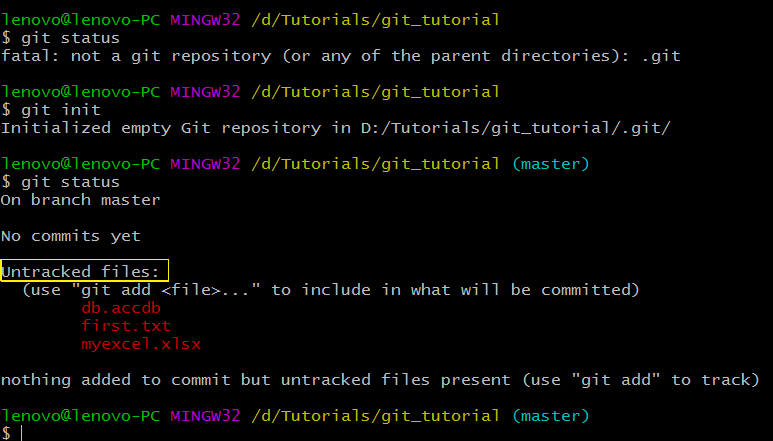 lenovo@lenovo-PC MINGW32 /d/Tutorials/git_tutorial
$ git status
fatal: not a git repository (or any of the parent directories): .git
lenovo@lenovo-PC MINGW32 /d/Tutorials/git_tutorial
$ git init
Initialized empty Git repository in D:/Tutorials/git_tutorial/.git/
lenovo@lenovo-PC MINGW32 /d/Tutorials/git_tutorial (master)
$ git status
On branch master
No commits yet
Untracked files:
  (use "git add <file>..." to include in what will be committed)
        db.accdb
        first.txt
        myexcel.xlsx
nothing added to commit but untracked files present (use "git add" to track)
lenovo@lenovo-PC MINGW32 /d/Tutorials/git_tutorial (master)
$